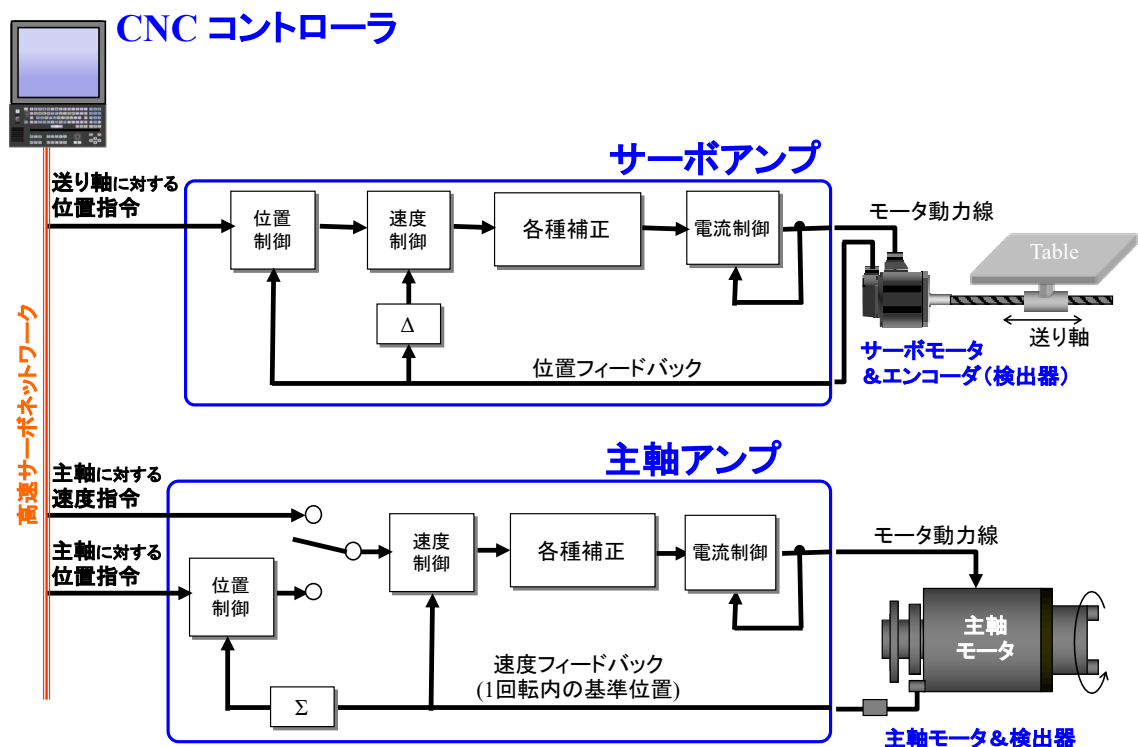 CNC コントローラ
サーボアンプ
送り軸に対する
位置指令
位置
制御
速度
制御
各種補正
電流制御
モータ動力線
Table
Δ
送り軸
位置フィードバック
サーボモータ
&エンコーダ(検出器)
高速サーボネットワーク
主軸アンプ
主軸に対する
速度指令
主軸に対する
位置指令
位置
制御
速度
制御
各種補正
電流制御
モータ動力線
主軸
モータ
速度フィードバック
(1回転内の基準位置)
Σ
主軸モータ&検出器